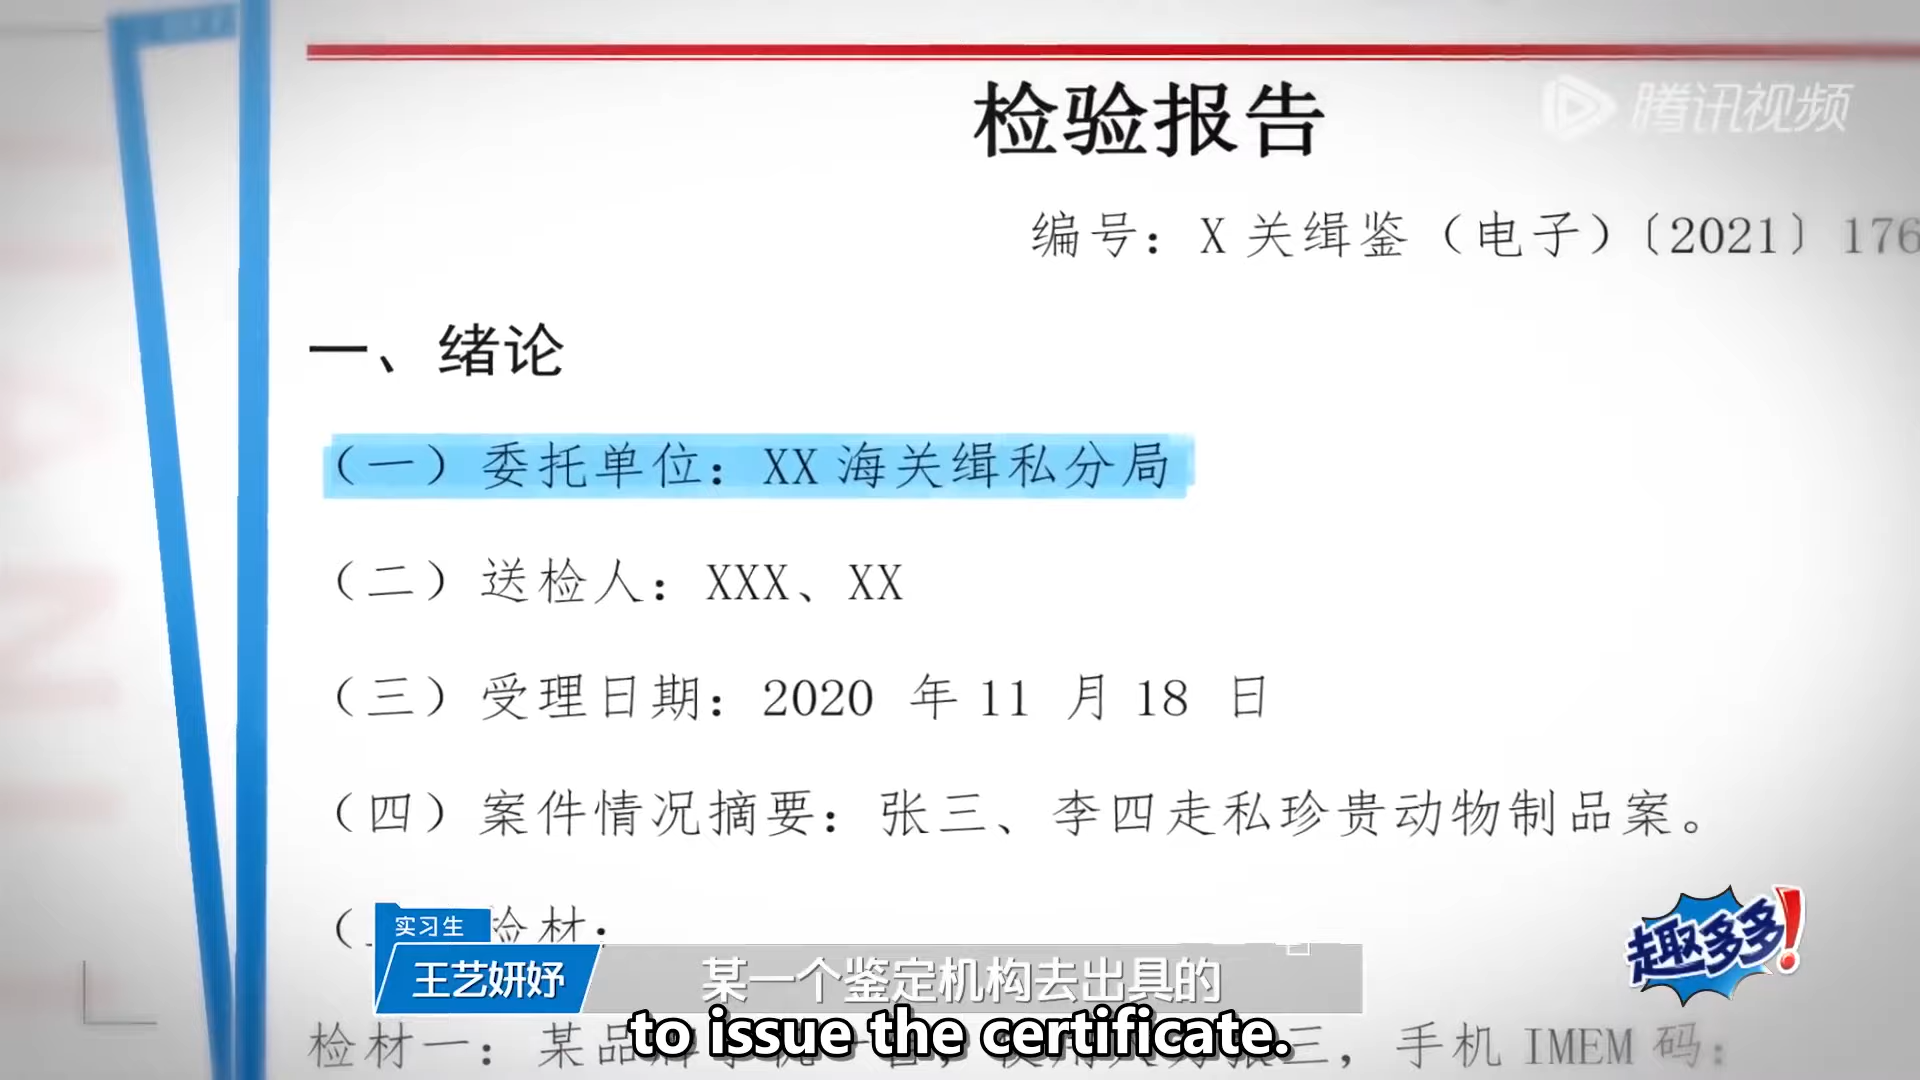 检验报告
腾讯视频
编号：X关缉鉴（电子）〔2021〕176
一、绪论
（一）委托单位：XX海关缉私分局
（二）送检人：XXX、XX
（三）受理日期：2020 年 11 月 18 日
（四）案件情况摘要：张三、李四走私珍贵动物制品案。
检材：
实习生
王艺妍妤
某一个鉴定机构去出具的
趣多多！
to issue the certificate.
检材一：某品 三，手机 IMEM 码：